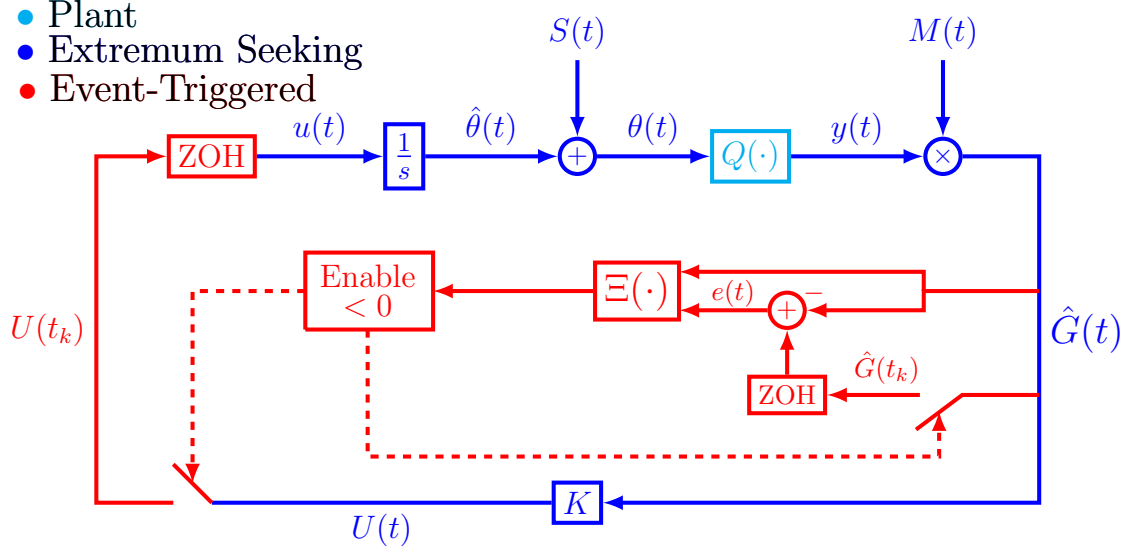 Plant
Extremum Seeking
Event-Triggered
S(t)
M(t)
u(t)
θ̂(t)
θ(t)
y(t)
ZOH
1/s
+
Q(·)
×
Enable
< 0
Ξ(·)
e(t)
−
+
U(t_k)
Ĝ(t)
Ĝ(t_k)
ZOH
K
U(t)